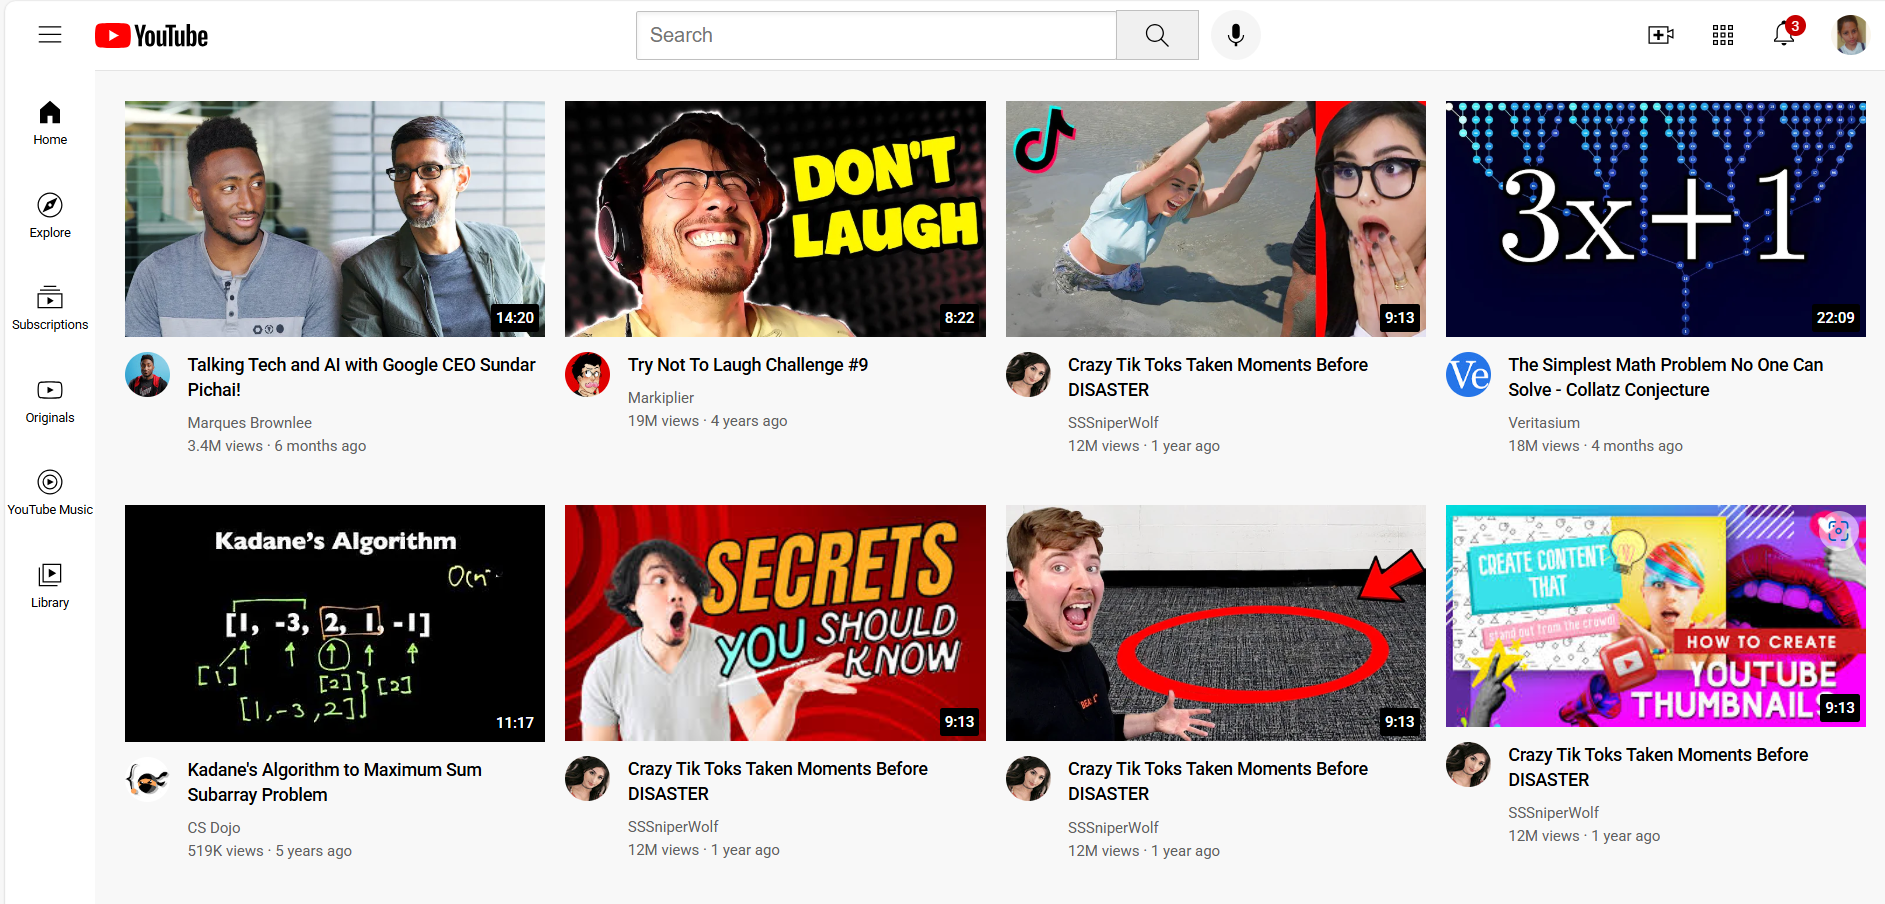 YouTube
Search
3
Home
Explore
Subscriptions
Originals
YouTube Music
Library
14:20
Talking Tech and AI with Google CEO Sundar
Pichai!
Marques Brownlee
3.4M views · 6 months ago
DON'T
LAUGH
8:22
Try Not To Laugh Challenge #9
Markiplier
19M views · 4 years ago
9:13
Crazy Tik Toks Taken Moments Before
DISASTER
SSSniperWolf
12M views · 1 year ago
3x+1
22:09
Ve
The Simplest Math Problem No One Can
Solve - Collatz Conjecture
Veritasium
18M views · 4 months ago
Kadane's Algorithm
[1, -3, 2, 1, -1]
[1]
[2]
[2]
[1,-3,2]
11:17
Kadane's Algorithm to Maximum Sum
Subarray Problem
CS Dojo
519K views · 5 years ago
SECRETS
YOU SHOULD
KNOW
9:13
Crazy Tik Toks Taken Moments Before
DISASTER
SSSniperWolf
12M views · 1 year ago
9:13
Crazy Tik Toks Taken Moments Before
DISASTER
SSSniperWolf
12M views · 1 year ago
CREATE CONTENT
THAT
stand out from the crowd!
HOW TO CREATE
YOUTUBE
THUMBNAILS
9:13
Crazy Tik Toks Taken Moments Before
DISASTER
SSSniperWolf
12M views · 1 year ago